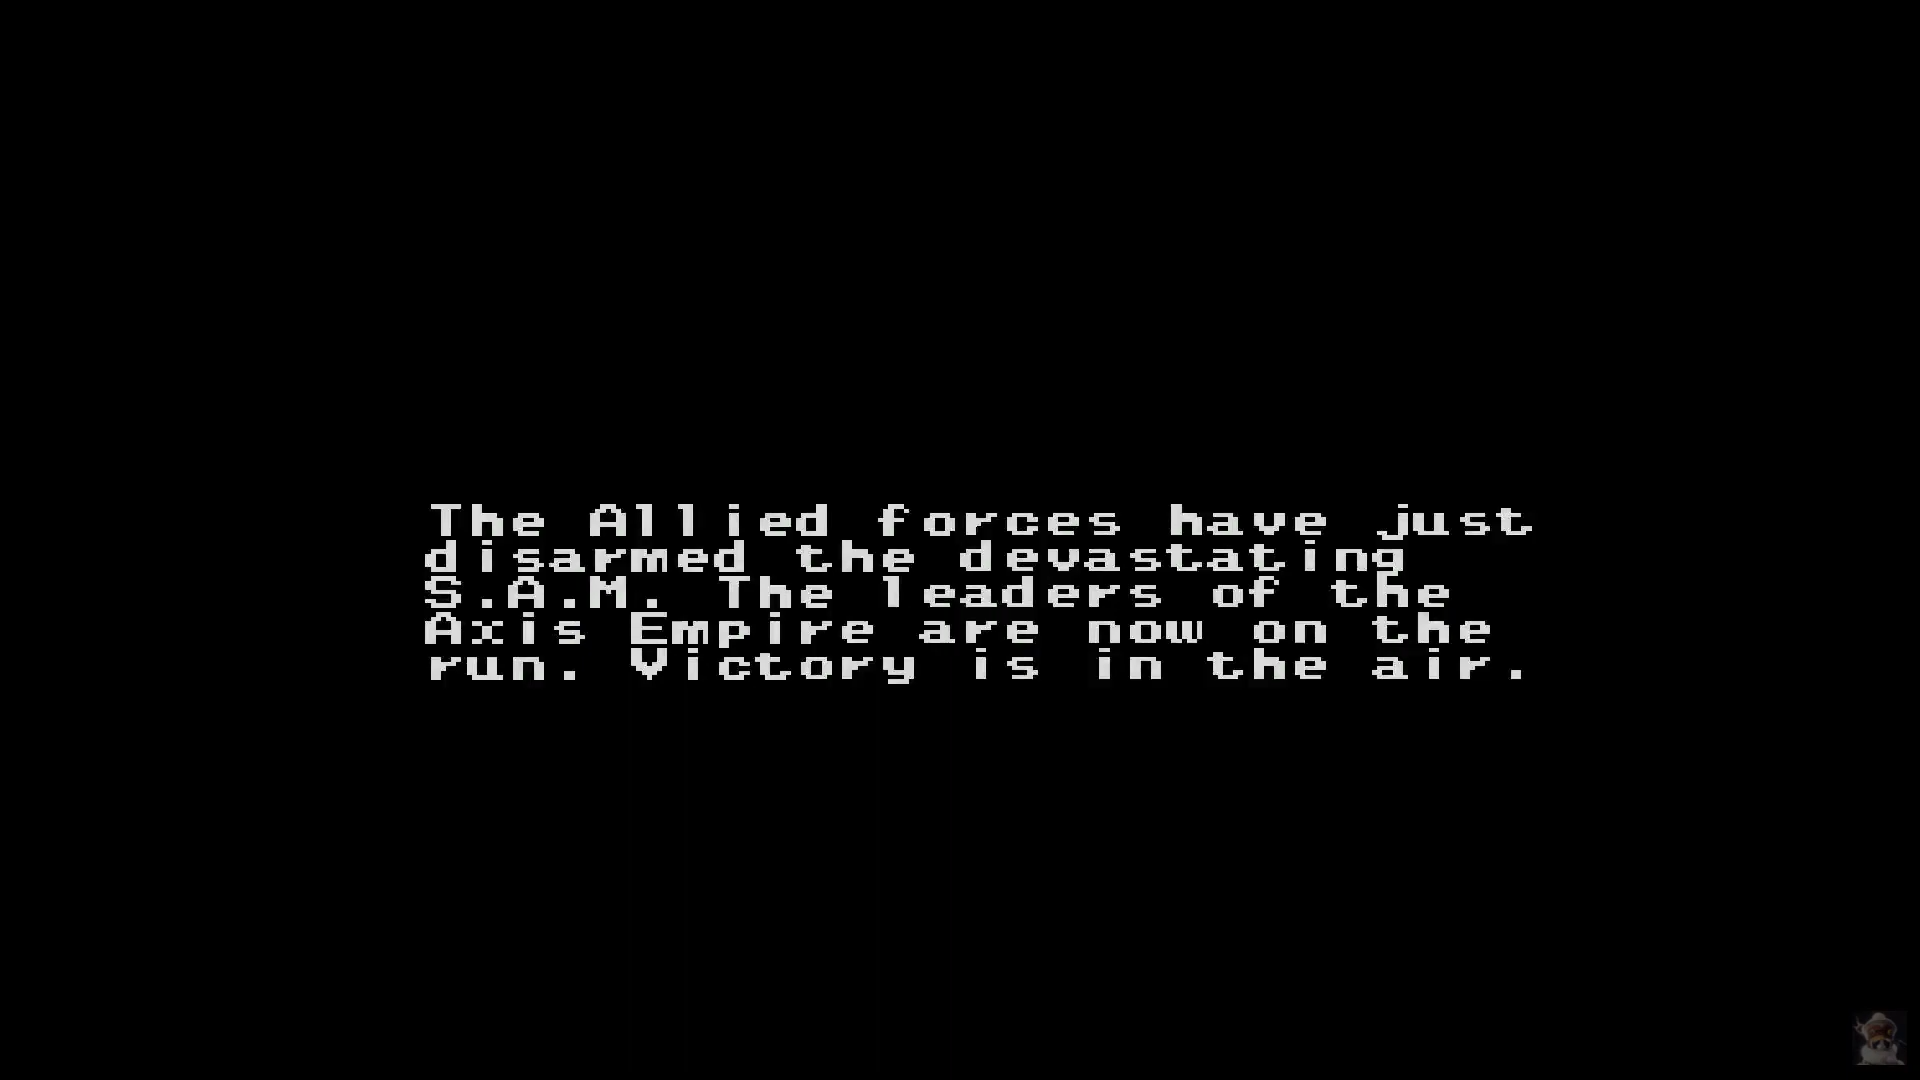 The Allied forces have just
disarmed the devastating
S.A.M. The leaders of the
Axis Empire are now on the
run. Victory is in the air.